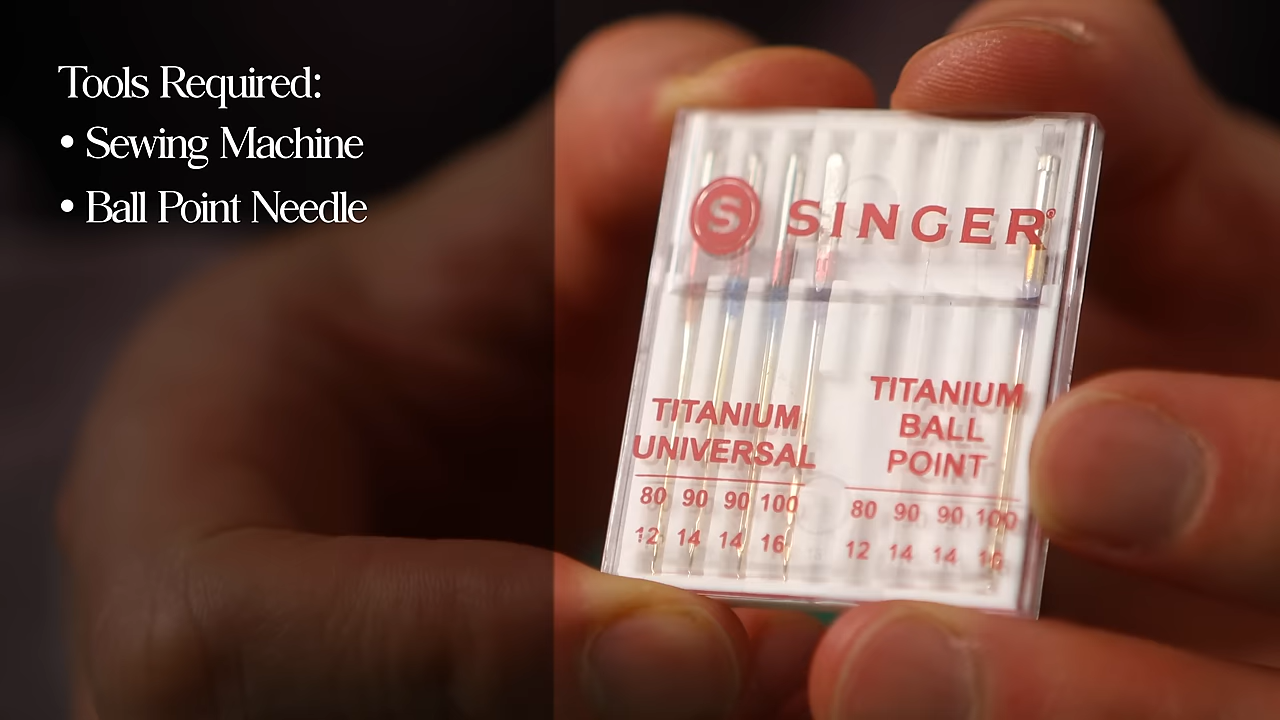 Tools Required:
• Sewing Machine
• Ball Point Needle
S SINGER®
TITANIUM
UNIVERSAL
80 90 90 100
12 14 14 16
TITANIUM
BALL
POINT
80 90 90 100
12 14 14 16